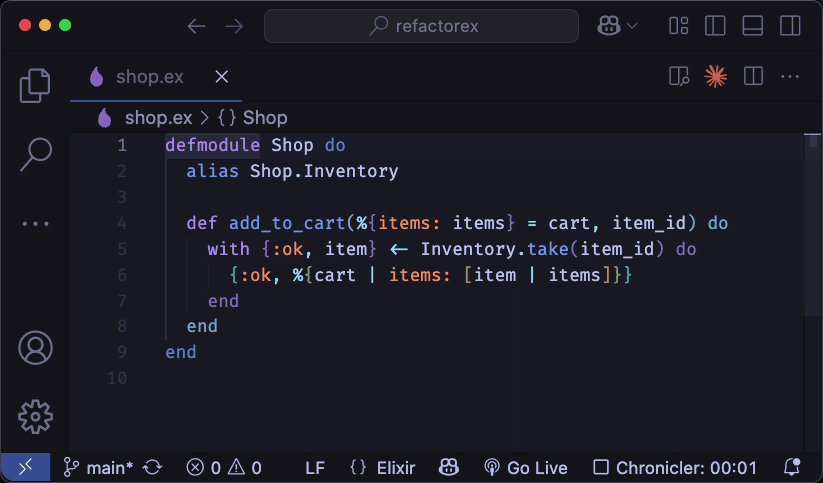 refactorex
shop.ex
shop.ex > {} Shop
1 defmodule Shop do
2   alias Shop.Inventory
3
4   def add_to_cart(%{items: items} = cart, item_id) do
5     with {:ok, item} <- Inventory.take(item_id) do
6       {:ok, %{cart | items: [item | items]}}
7     end
8   end
9 end
10
main* 0 0 LF {} Elixir Go Live Chronicler: 00:01